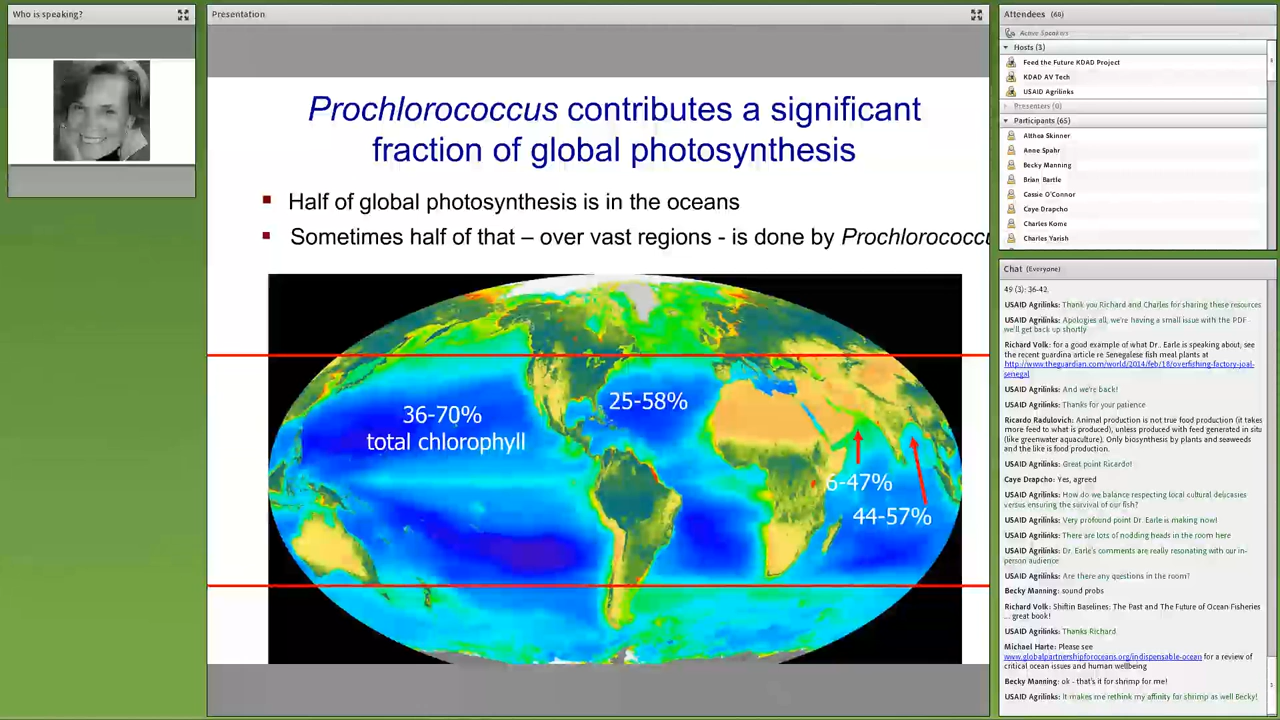 Who is speaking?
Presentation
Prochlorococcus contributes a significant
fraction of global photosynthesis
Half of global photosynthesis is in the oceans
Sometimes half of that – over vast regions - is done by Prochlorococcu
36-70%
total chlorophyll
25-58%
6-47%
44-57%
Attendees (66)
Active Speakers
Hosts (3)
Feed the Future KDAD Project
KDAD AV Tech
USAID Agrilinks
Presenters (0)
Participants (65)
Althea Skinner
Anne Spahr
Becky Manning
Brian Bartle
Cassie O'Connor
Caye Drapcho
Charles Kome
Charles Yarish
Chat (Everyone)
49 (3): 36-42.
USAID Agrilinks: Thank you Richard and Charles for sharing these resources
USAID Agrilinks: Apologies all, we're having a small issue with the PDF -
we'll get back up shortly
Richard Volk: for a good example of what Dr.. Earle is speaking about, see
the recent guardina article re Senegalese fish meal plants at
http://www.theguardian.com/world/2014/feb/18/overfishing-factory-joal-
senegal
USAID Agrilinks: And we're back!
USAID Agrilinks: Thanks for your patience
Ricardo Radulovich: Animal production is not true food production (it takes
more feed to what is produced), unless produced with feed generated in situ
(like greenwater aquaculture). Only biosynthesis by plants and seaweeds
and the like is food production.
USAID Agrilinks: Great point Ricardo!
Caye Drapcho: Yes, agreed
USAID Agrilinks: How do we balance respecting local cultural delicasies
versus ensuring the survival of our fish?
USAID Agrilinks: Very profound point Dr. Earle is making now!
USAID Agrilinks: There are lots of nodding heads in the room here
USAID Agrilinks: Dr. Earle's comments are really resonating with our in-
person audience
USAID Agrilinks: Are there any questions in the room?
Becky Manning: sound probs
Richard Volk: Shiftin Baselines: The Past and The Future of Ocean Fisheries
... great book!
USAID Agrilinks: Thanks Richard
Michael Harte: Please see
www.globalpartnershipforoceans.org/indispensable-ocean for a review of
critical ocean issues and human wellbeing
Becky Manning: ok - that's it for shrimp for me!
USAID Agrilinks: It makes me rethink my affinity for shrimp as well Becky!